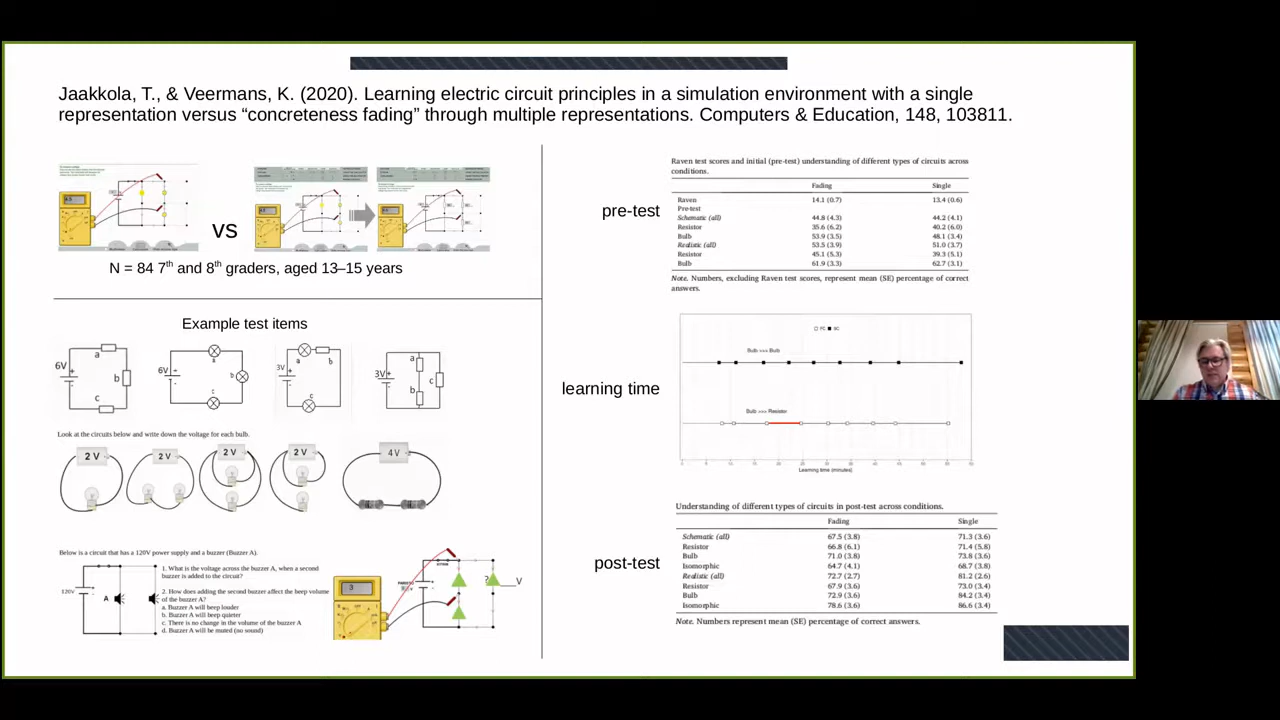 Jaakkola, T., & Veermans, K. (2020). Learning electric circuit principles in a simulation environment with a single
representation versus “concreteness fading” through multiple representations. Computers & Education, 148, 103811.
vs
N = 84 7th and 8th graders, aged 13–15 years
Example test items
6V
a
b
c
6V
a
b
c
3V
a
b
c
3V
a
b
c
Look at the circuits below and write down the voltage for each bulb.
2 V
2 V
2 V
2 V
4 V
Below is a circuit that has a 120V power supply and a buzzer (Buzzer A).
120V
A
1. What is the voltage across the buzzer A, when a second
buzzer is added to the circuit?
2. How does adding the second buzzer affect the beep volume
of the buzzer A?
a. Buzzer A will beep louder
b. Buzzer A will beep quieter
c. There is no change in the volume of the buzzer A
d. Buzzer A will be muted (no sound)
3
?___V
pre-test
Raven test scores and initial (pre-test) understanding of different types of circuits across
conditions.
Fading Single
Raven 14.1 (0.7) 13.4 (0.6)
Pre-test
Schematic (all) 44.8 (4.3) 44.2 (4.1)
Resistor 35.6 (6.2) 40.2 (6.0)
Bulb 53.9 (3.5) 48.1 (3.4)
Realistic (all) 53.5 (3.9) 51.0 (3.7)
Resistor 45.1 (5.3) 39.3 (5.1)
Bulb 61.9 (3.3) 62.7 (3.1)
Note. Numbers, excluding Raven test scores, represent mean (SE) percentage of correct
answers.
learning time
Bulb >>> Bulb
Bulb >>> Resistor
Learning time (minutes)
post-test
Understanding of different types of circuits in post-test across conditions.
Fading Single
Schematic (all) 67.5 (3.8) 71.3 (3.6)
Resistor 66.8 (6.1) 71.4 (5.8)
Bulb 71.0 (3.8) 73.8 (3.6)
Isomorphic 64.7 (4.1) 68.7 (3.8)
Realistic (all) 72.7 (2.7) 81.2 (2.6)
Resistor 67.9 (3.6) 73.0 (3.4)
Bulb 72.9 (3.6) 84.2 (3.4)
Isomorphic 78.6 (3.6) 86.6 (3.4)
Note. Numbers represent mean (SE) percentage of correct answers.